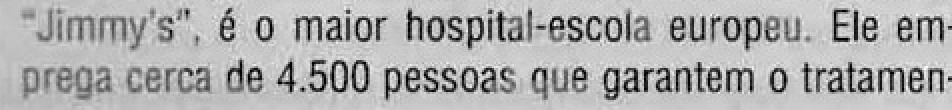 "Jimmy's", é o maior hospital-escola europeu. Ele em-
prega cerca de 4.500 pessoas que garantem o tratamen-